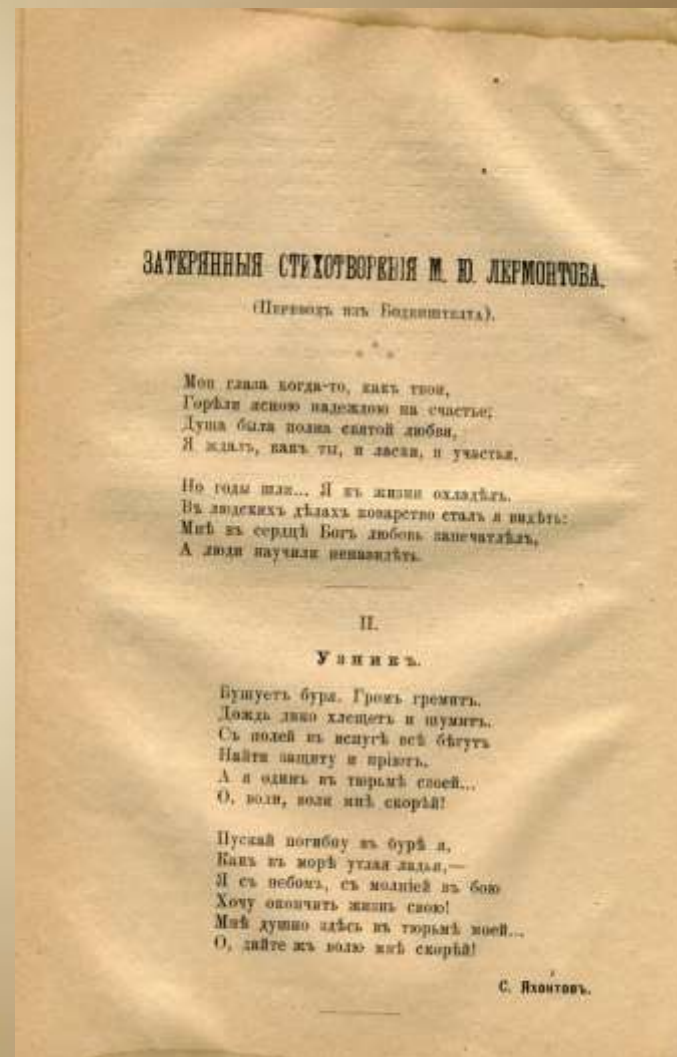 ЗАТЕРЯННЫЯ СТИХОТВОРЕНІЯ М. Ю. ЛЕРМОНТОВА.
(Переводъ изъ Боденштедта).
* * *
Мои глаза когда-то, какъ твои,
Горѣли ясною надеждою на счастье;
Душа была полна святой любви,
Я ждалъ, какъ ты, и ласки, и участья.
Но годы шли... Я къ жизни охладѣлъ.
Въ людскихъ дѣлахъ коварство сталъ я видѣть:
Мнѣ въ сердцѣ Богъ любовь запечатлѣлъ,
А люди научили ненавидѣть.
II.
Узникъ.
Бушуетъ буря. Громъ гремитъ.
Дождь дико хлещетъ и шумитъ.
Съ полей въ испугѣ всѣ бѣгутъ
Найти защиту и пріютъ.
А я одинъ въ тюрьмѣ своей...
О, воли, воли мнѣ скорѣй!
Пускай погибну въ бурѣ я,
Какъ въ морѣ утлая ладья,—
Я съ небомъ, съ молніей въ бою
Хочу окончить жизнь свою!
Мнѣ душно здѣсь въ тюрьмѣ моей...
О, дайте жъ волю мнѣ скорѣй!
С. Яхонтовъ.